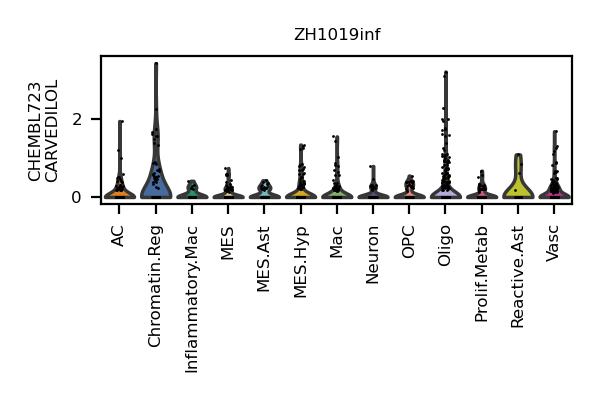 ZH1019inf
CHEMBL723
CARVEDILOL
2
0
AC
Chromatin.Reg
Inflammatory.Mac
MES
MES.Ast
MES.Hyp
Mac
Neuron
OPC
Oligo
Prolif.Metab
Reactive.Ast
Vasc